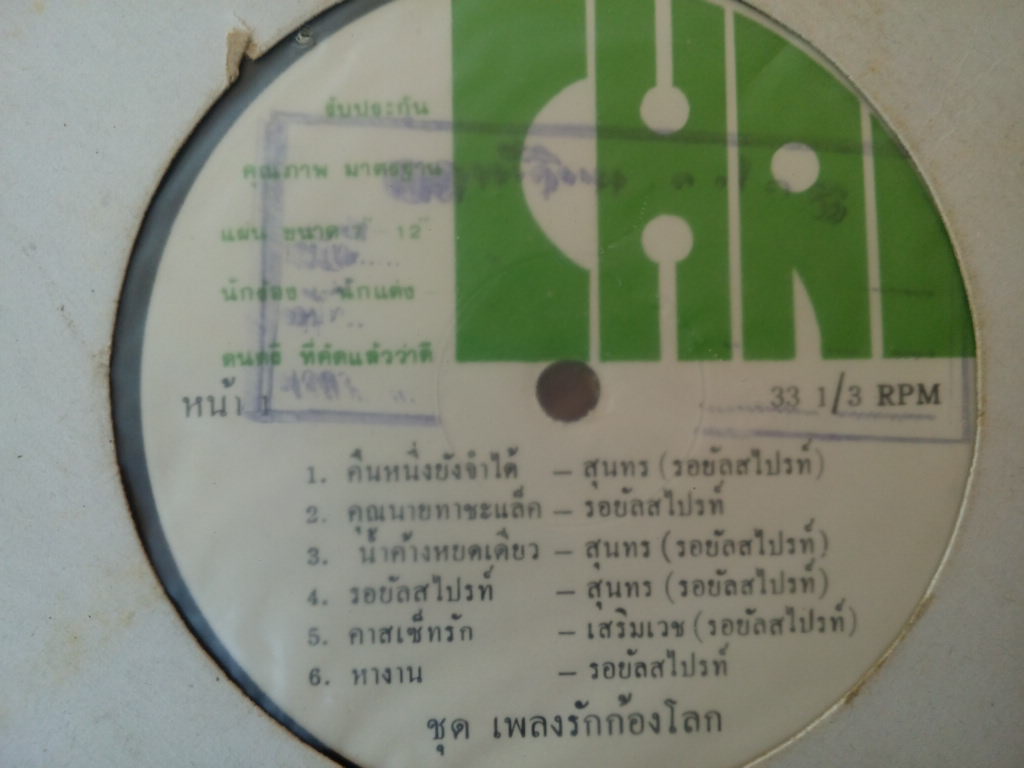 CHA
รับประกัน
คุณภาพ มาตรฐาน
แผ่น ขนาด 12"
นักร้อง นักแต่ง
ดนตรี ที่คัดแล้วว่าดี
หน้า 1
33 1/3 RPM
1. คืนหนึ่งยังจำได้ – สุนทร (รอยัลสไปรท์)
2. คุณนายทาชะแล็ค – รอยัลสไปรท์
3. น้ำค้างหยดเดียว – สุนทร (รอยัลสไปรท์)
4. รอยัลสไปรท์ – สุนทร (รอยัลสไปรท์)
5. คาสเซ็ทรัก – เสริมเวช (รอยัลสไปรท์)
6. หางาน – รอยัลสไปรท์
ชุด เพลงรักก้องโลก